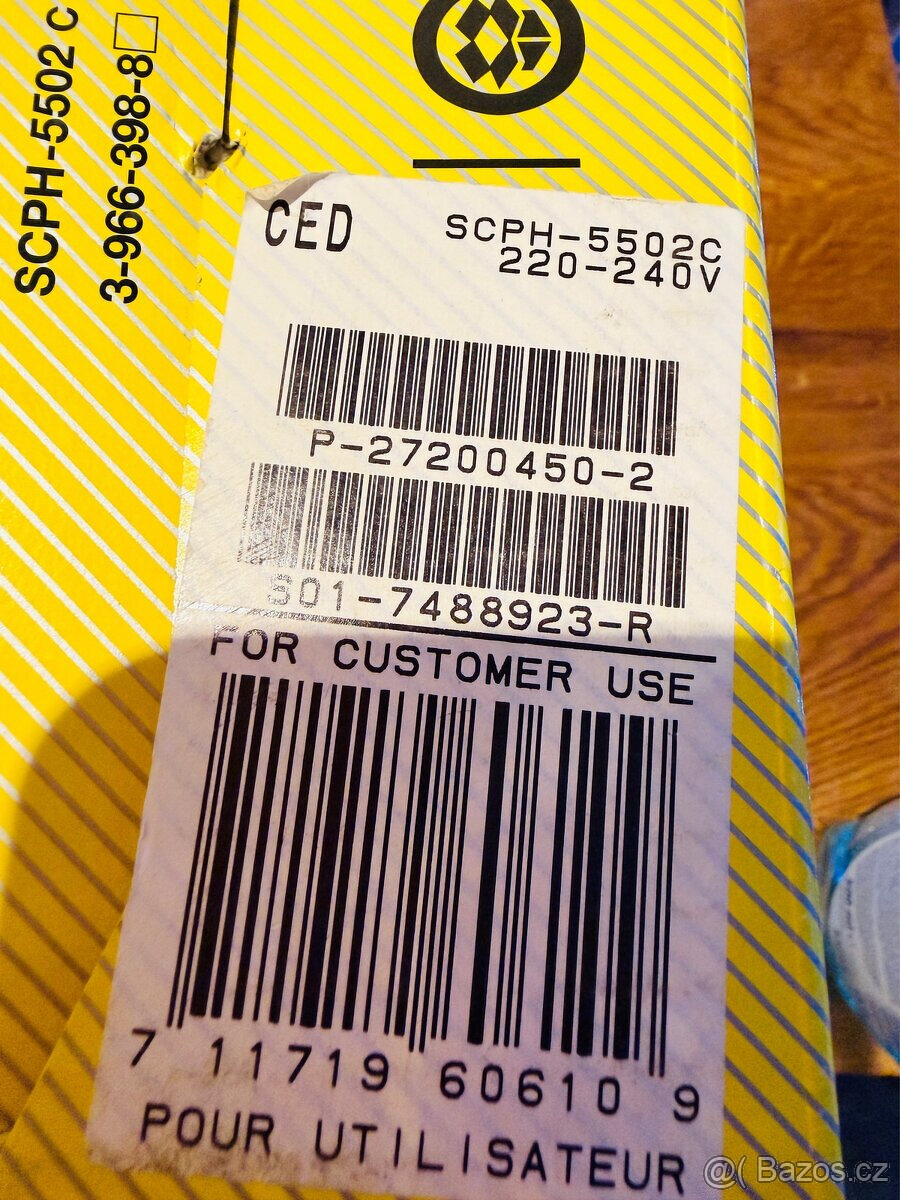 SCPH-5502 C
3-966-398-8□
CED
SCPH-5502C
220-240V
P-27200450-2
S01-7488923-R
FOR CUSTOMER USE
7 11719 60610 9
POUR UTILISATEUR
@( Bazos.cz